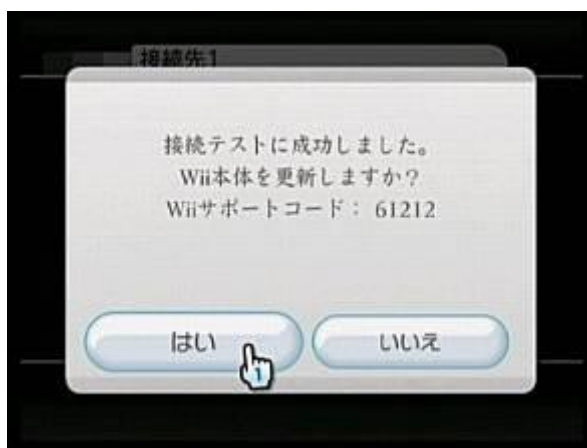 接続先1
接続テストに成功しました。
Wii本体を更新しますか?
Wiiサポートコード： 61212
はい
いいえ
1